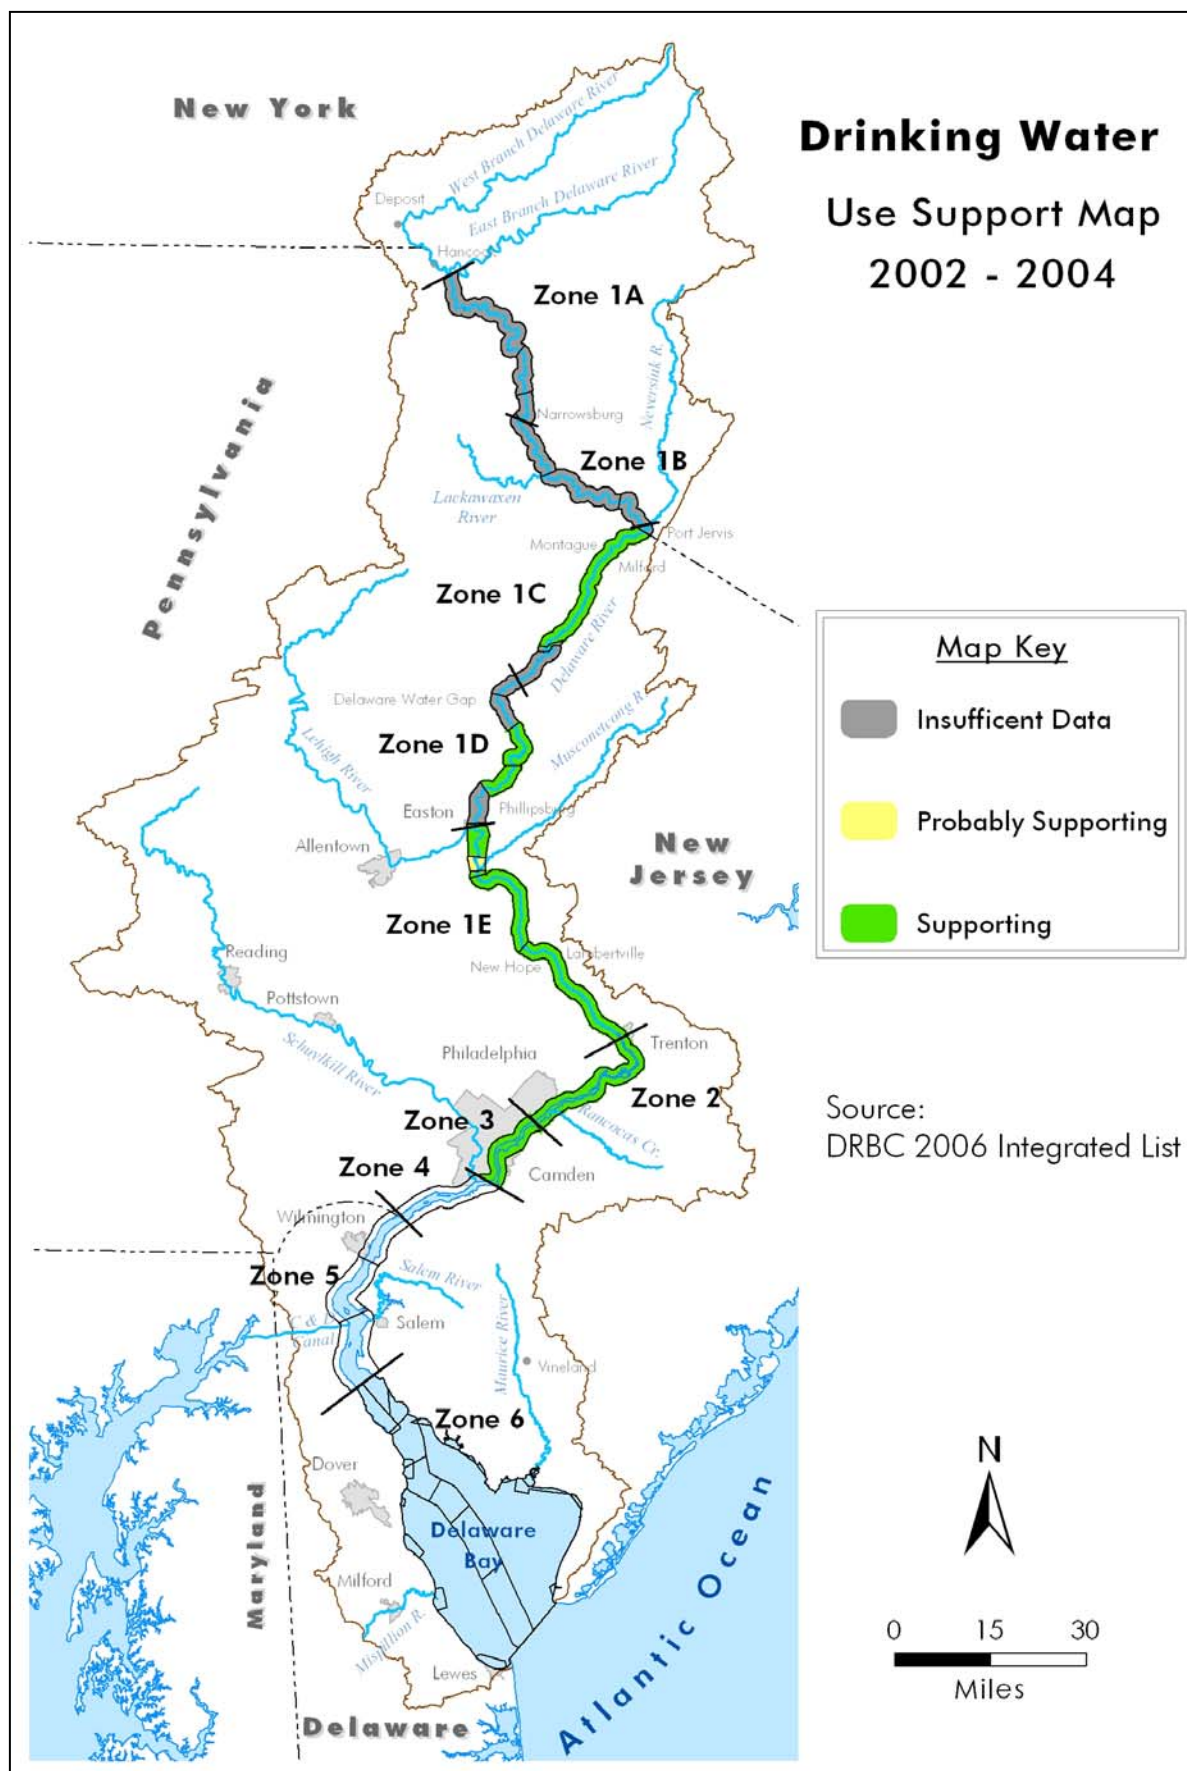 New York
Drinking Water
Use Support Map
2002 - 2004
West Branch Delaware River
East Branch Delaware River
Deposit
Hancock
Zone 1A
Neversink R.
Narrowsburg
Zone 1B
Lackawaxen
River
Pennsylvania
Port Jervis
Montague
Milford
Zone 1C
Delaware River
Map Key
Insufficent Data
Probably Supporting
Supporting
Delaware Water Gap
Musconetcong R.
Zone 1D
Lehigh River
Easton
Phillipsburg
Allentown
New
Jersey
Zone 1E
Reading
Lambertville
New Hope
Pottstown
Schuylkill River
Philadelphia
Trenton
Zone 2
Rancocas Cr.
Zone 3
Source:
DRBC 2006 Integrated List
Zone 4
Camden
Wilmington
Zone 5
Salem River
C & D
Canal
Salem
Maurice River
Vineland
Zone 6
Dover
Maryland
Delaware
Bay
Milford
Mispillion R.
Lewes
Delaware
Atlantic Ocean
N
0 15 30
Miles